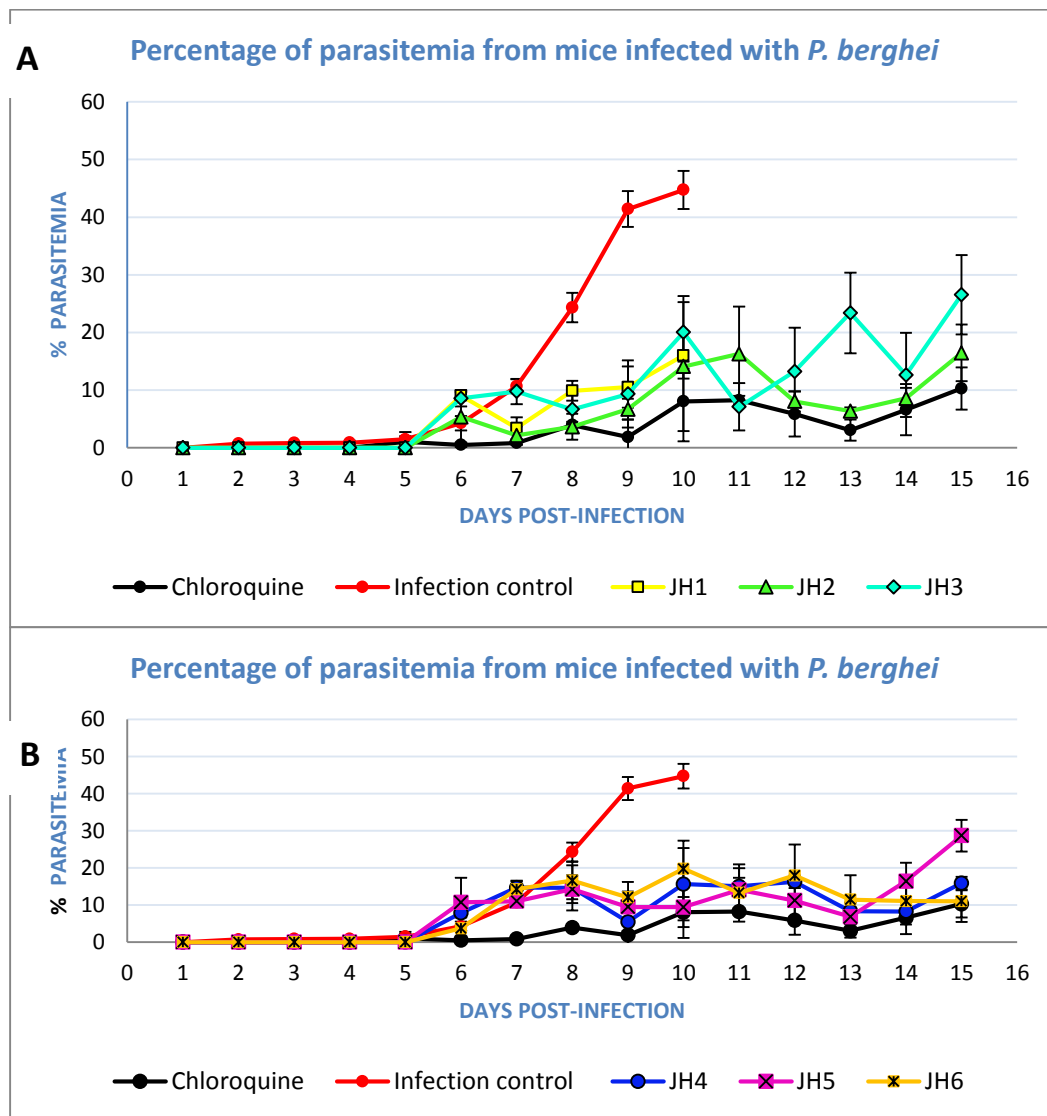 A
Percentage of parasitemia from mice infected with P. berghei
60
50
40
30
20
10
0
% PARASITEMIA
0 1 2 3 4 5 6 7 8 9 10 11 12 13 14 15 16
DAYS POST-INFECTION
Chloroquine Infection control JH1 JH2 JH3
Percentage of parasitemia from mice infected with P. berghei
B
60
50
40
30
20
10
0
% PARASITEMIA
0 1 2 3 4 5 6 7 8 9 10 11 12 13 14 15 16
DAYS POST-INFECTION
Chloroquine Infection control JH4 JH5 JH6